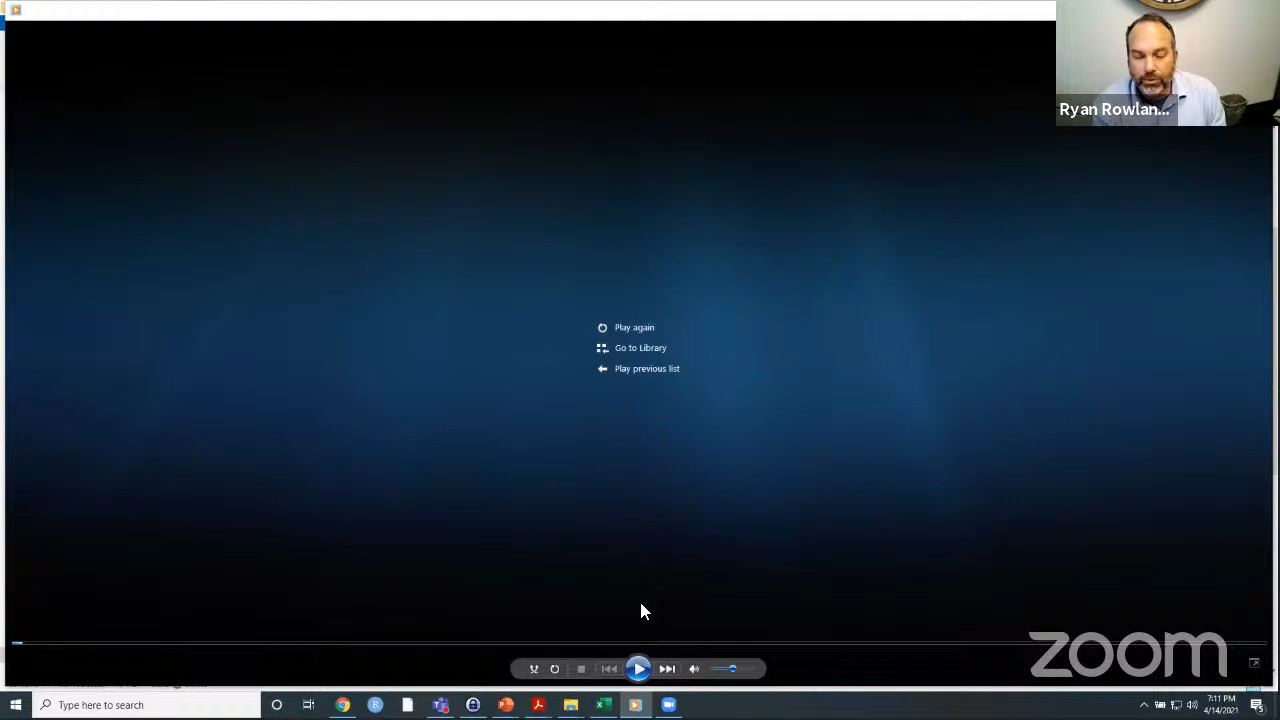 Ryan Rowlan...
Play again
Go to Library
Play previous list
zoom
Type here to search
7:11 PM
4/14/2021